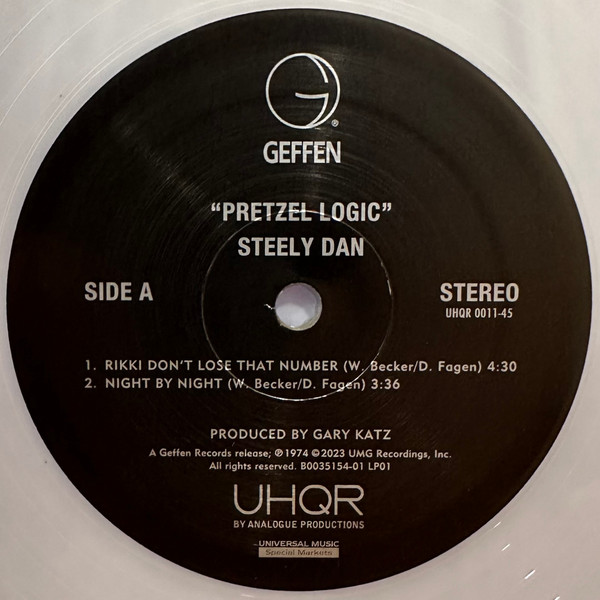 GEFFEN
“PRETZEL LOGIC”
STEELY DAN
SIDE A
STEREO
UHQR 0011-45
1. RIKKI DON'T LOSE THAT NUMBER (W. Becker/D. Fagen) 4:30
2. NIGHT BY NIGHT (W. Becker/D. Fagen) 3:36
PRODUCED BY GARY KATZ
A Geffen Records release; ℗1974 ©2023 UMG Recordings, Inc.
All rights reserved. B0035154-01 LP01
UHQR
BY ANALOGUE PRODUCTIONS
UNIVERSAL MUSIC
Special Markets